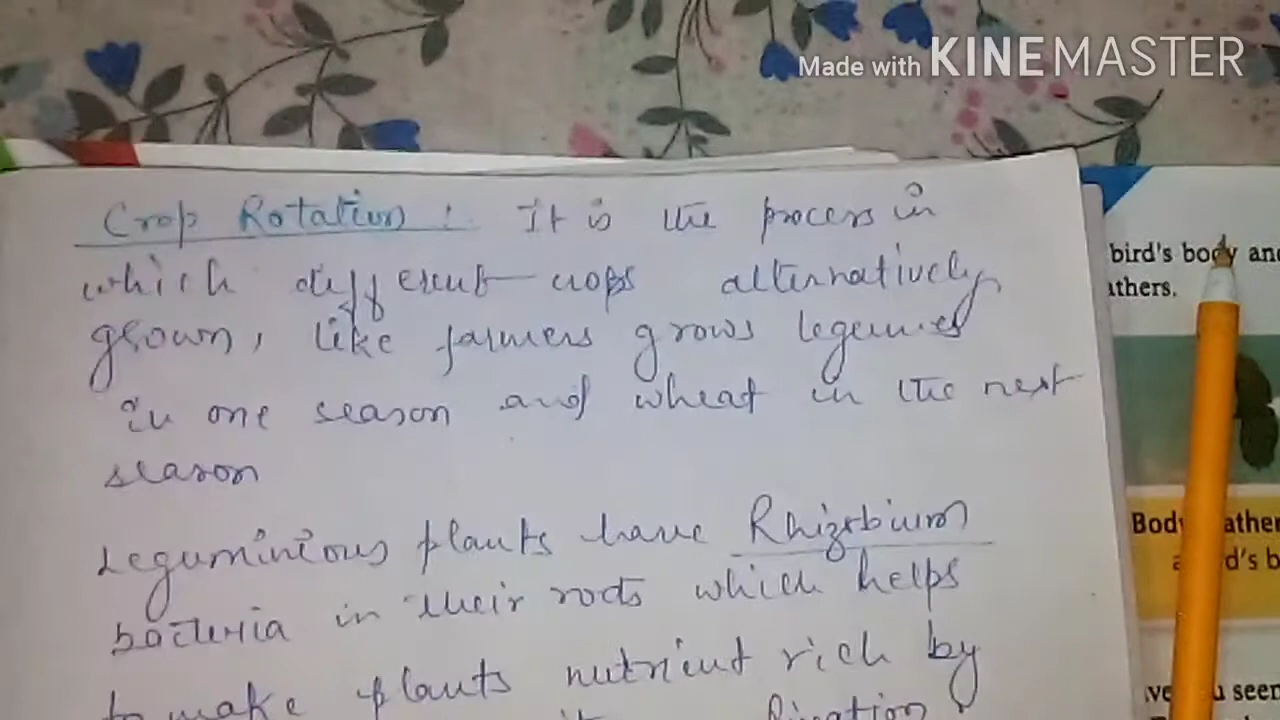 Made with KINEMASTER
Crop Rotation : It is the process in
which different crops alternatively
grown, like farmers grows legumes
in one season and wheat in the next
season
Leguminious plants have Rhizobium
bacteria in their roots which helps
to make plants nutrient rich by
bird's body and
athers.
Body
d's b
u seen